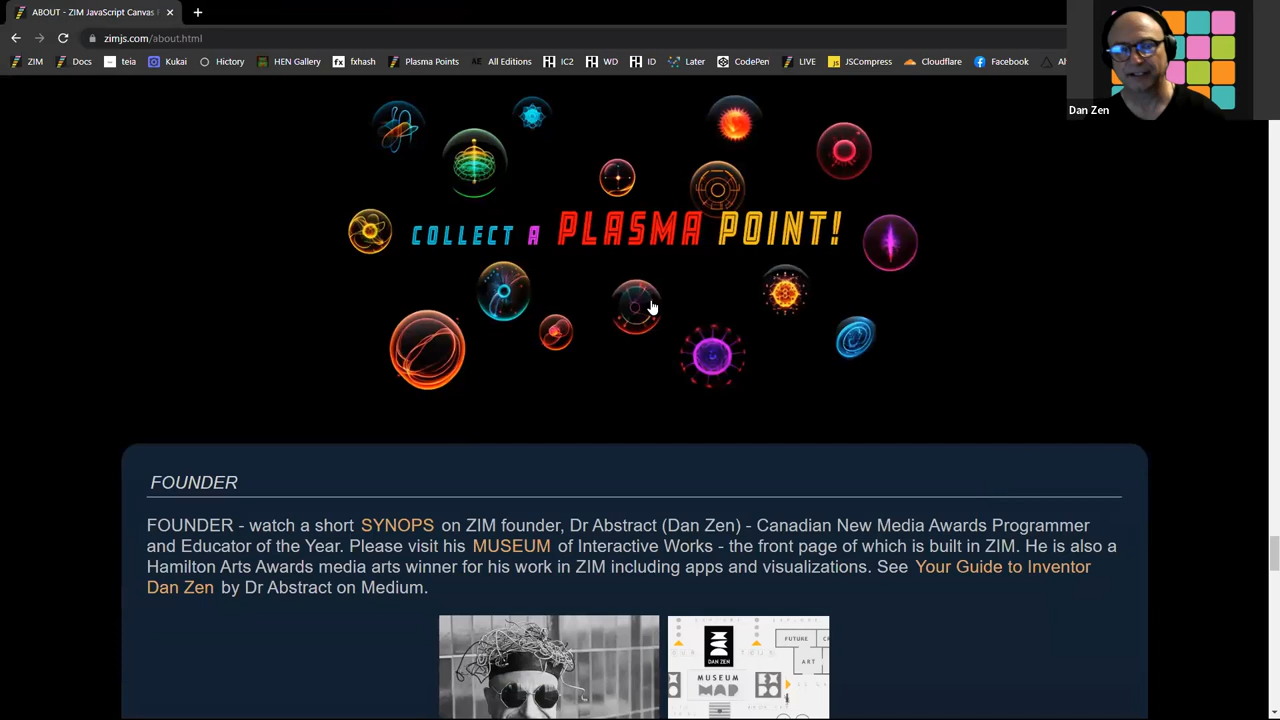 ABOUT - ZIM JavaScript Canvas F
zimjs.com/about.html
ZIM Docs teia Kukai Hictory HEN Gallery fxhash Plasma Points All Editions IC2 WD ID Later CodePen LIVE JSCompress Cloudflare Facebook
Dan Zen
COLLECT A PLASMA POINT!
FOUNDER
FOUNDER - watch a short SYNOPS on ZIM founder, Dr Abstract (Dan Zen) - Canadian New Media Awards Programmer
and Educator of the Year. Please visit his MUSEUM of Interactive Works - the front page of which is built in ZIM. He is also a
Hamilton Arts Awards media arts winner for his work in ZIM including apps and visualizations. See Your Guide to Inventor
Dan Zen by Dr Abstract on Medium.
DAN ZEN
FUTURE
ART
MUSEUM
MAP